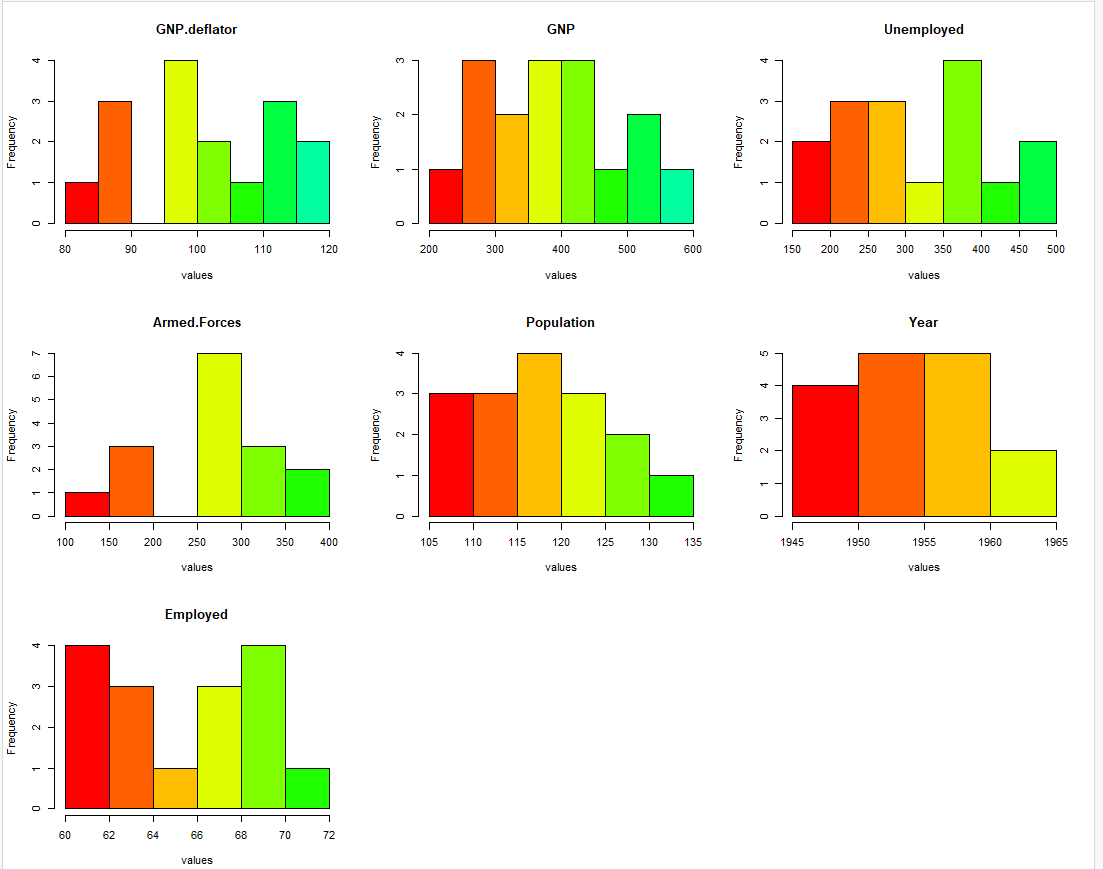 GNP.deflator
Frequency
0 1 2 3 4
80 90 100 110 120
values
GNP
Frequency
0 1 2 3
200 300 400 500 600
values
Unemployed
Frequency
0 1 2 3 4
150 200 250 300 350 400 450 500
values
Armed.Forces
Frequency
0 1 2 3 4 5 6 7
100 150 200 250 300 350 400
values
Population
Frequency
0 1 2 3 4
105 110 115 120 125 130 135
values
Year
Frequency
0 1 2 3 4 5
1945 1950 1955 1960 1965
values
Employed
Frequency
0 1 2 3 4
60 62 64 66 68 70 72
values